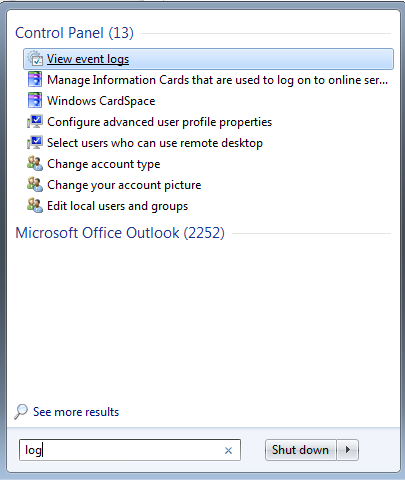 Control Panel (13)
View event logs
Manage Information Cards that are used to log on to online ser...
Windows CardSpace
Configure advanced user profile properties
Select users who can use remote desktop
Change account type
Change your account picture
Edit local users and groups
Microsoft Office Outlook (2252)
See more results
log
Shut down